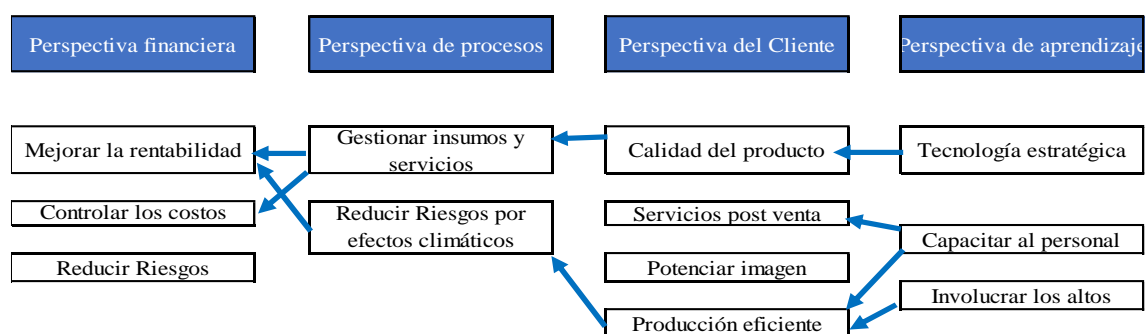 Perspectiva financiera
Perspectiva de procesos
Perspectiva del Cliente
Perspectiva de aprendizaje
Mejorar la rentabilidad
Controlar los costos
Reducir Riesgos
Gestionar insumos y
servicios
Reducir Riesgos por
efectos climáticos
Calidad del producto
Servicios post venta
Potenciar imagen
Producción eficiente
Tecnología estratégica
Capacitar al personal
Involucrar los altos